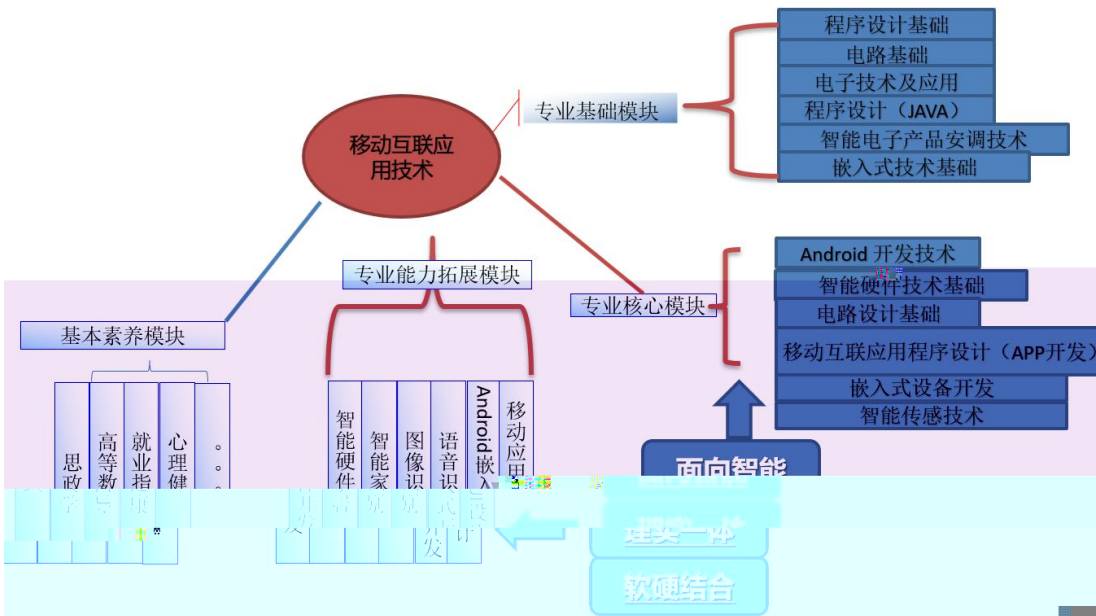 移动互联应
用技术
专业基础模块
程序设计基础
电路基础
电子技术及应用
程序设计（JAVA）
智能电子产品安调技术
嵌入式技术基础
专业核心模块
Android 开发技术
智能硬件技术基础
电路设计基础
移动互联应用程序设计（APP开发）
嵌入式设备开发
智能传感技术
专业能力拓展模块
智能硬件
智能家
图像识
语音识
Android嵌入
移动应用
基本素养模块
思政
高等数
就业指
心理健
。。。
面向智能
理实一体
软硬结合